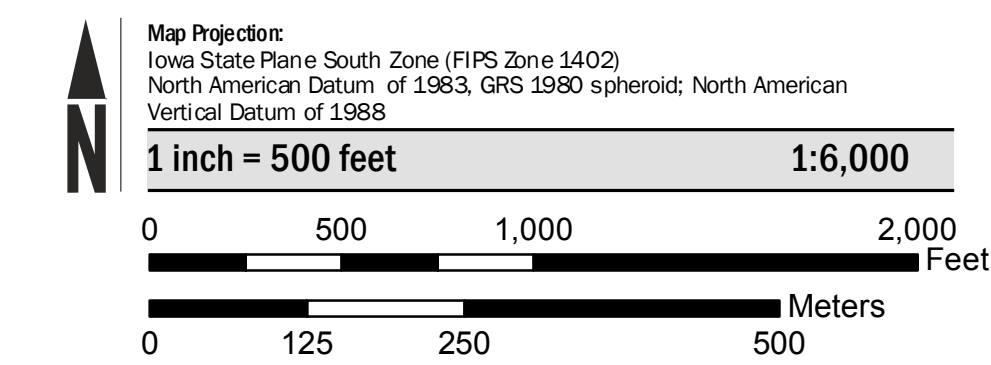 N
Map Projection:
Iowa State Plane South Zone (FIPS Zone 1402)
North American Datum of 1983, GRS 1980 spheroid; North American
Vertical Datum of 1988
1 inch = 500 feet 1:6,000
0 500 1,000 2,000
Feet
Meters
0 125 250 500